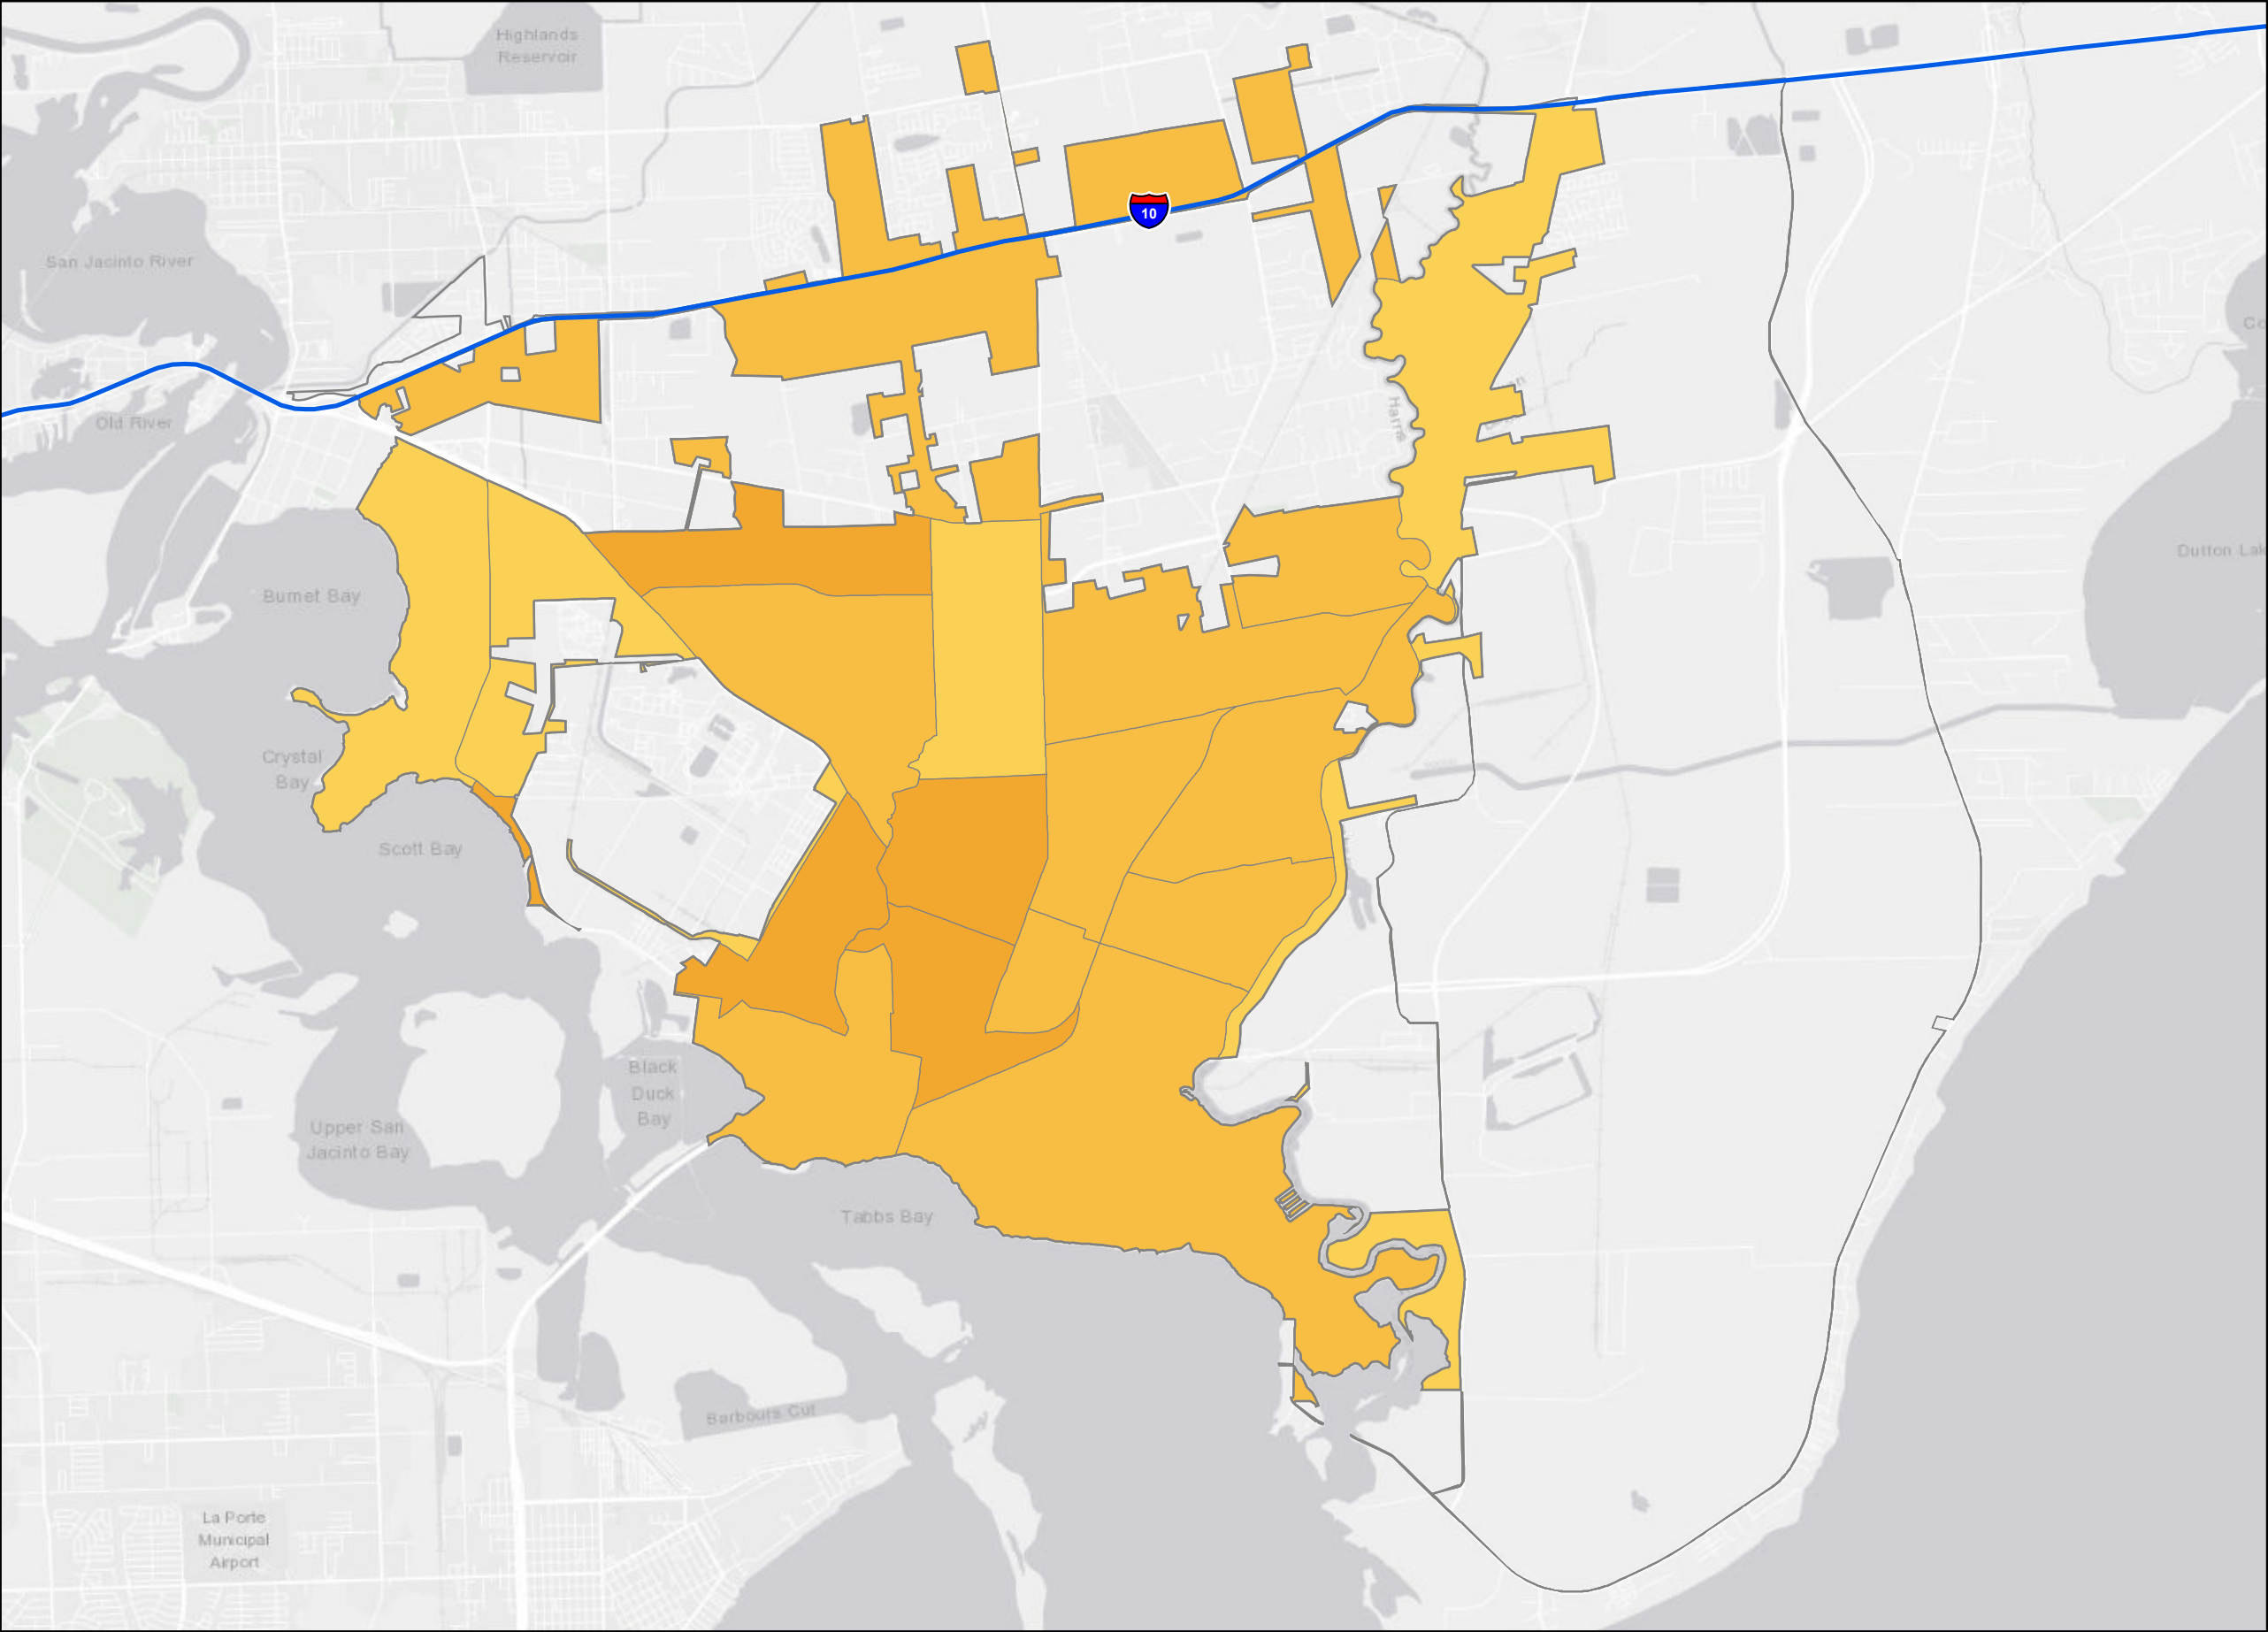 Highlands
Reservoir
10
San Jacinto River
Old River
Harris
Dutton Lak
Burnet Bay
Crystal
Bay
Scott Bay
Black
Duck
Bay
Upper San
Jacinto Bay
Tabbs Bay
Barbours Cut
La Porte
Municipal
Airport